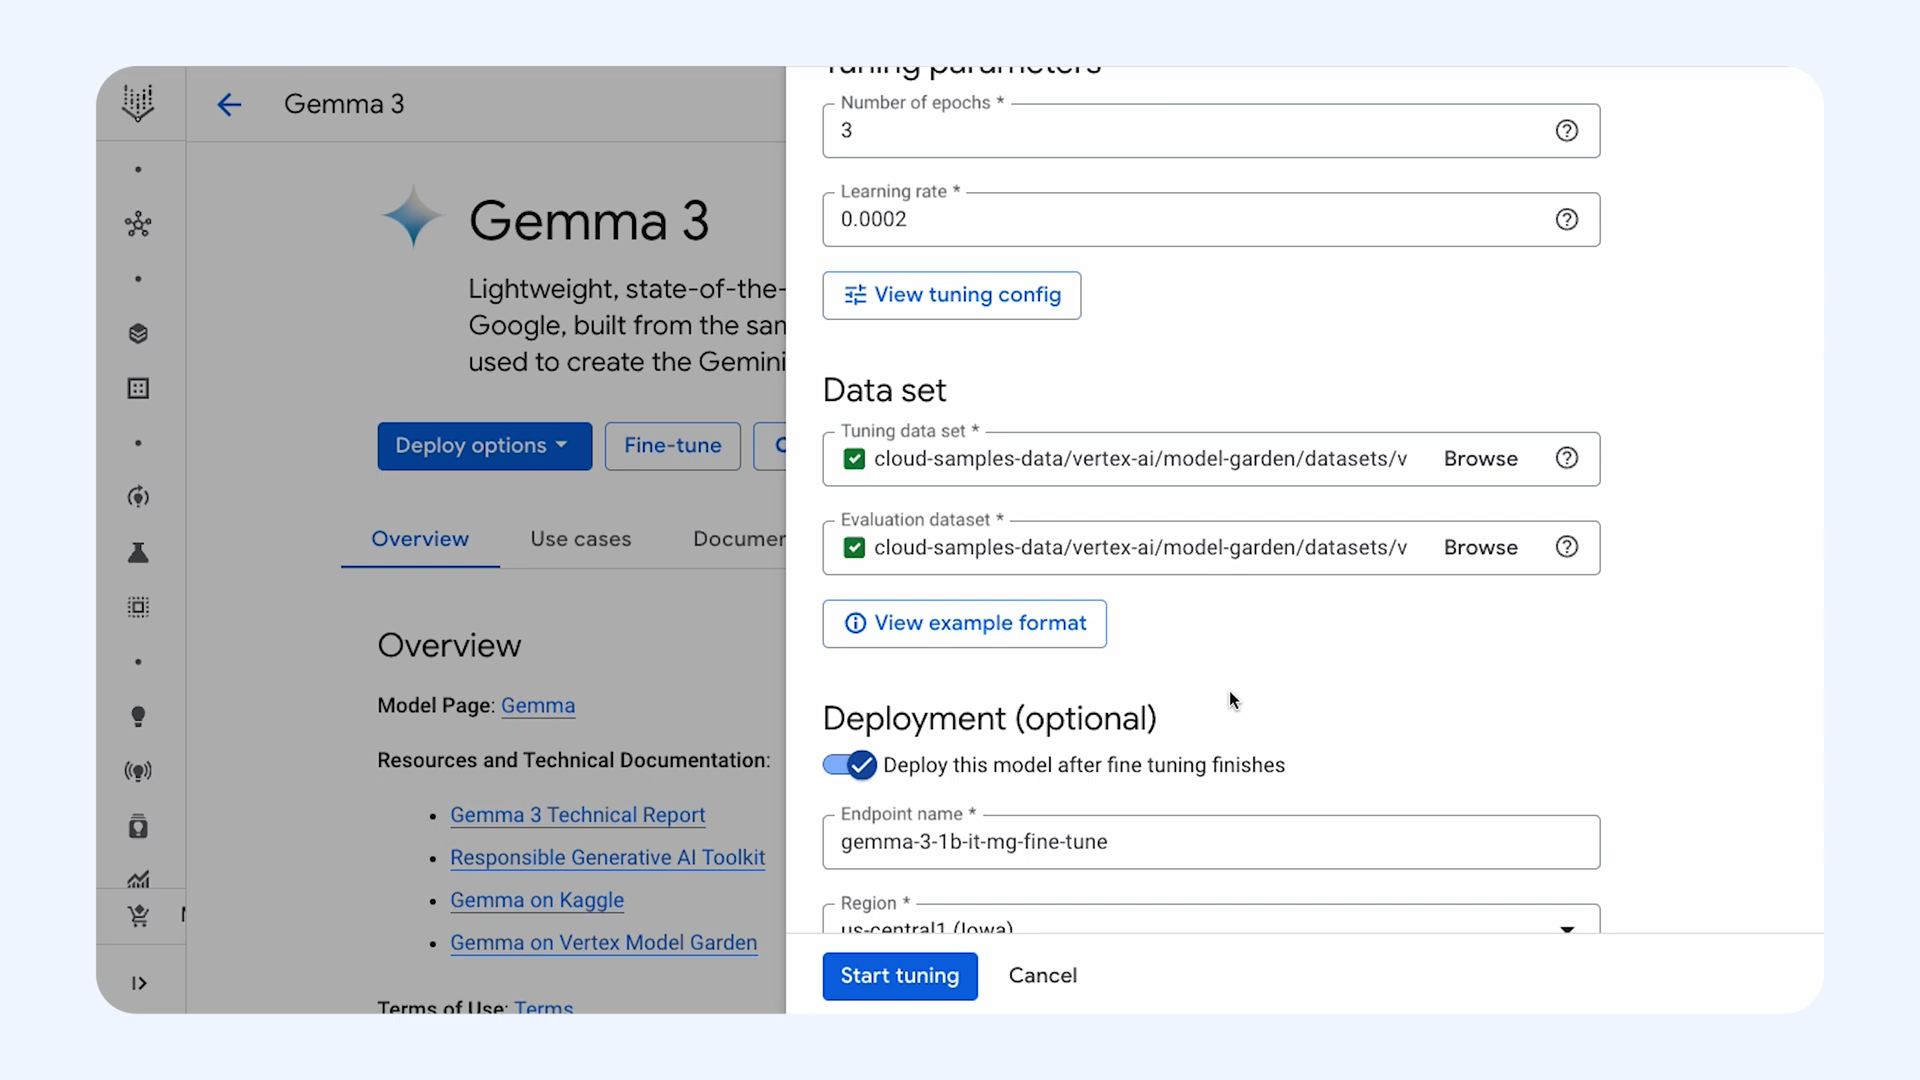 Gemma 3
Gemma 3
Lightweight, state-of-the-
Google, built from the san
used to create the Gemini
Deploy options
Fine-tune
Overview
Use cases
Documen
Overview
Model Page: Gemma
Resources and Technical Documentation:
• Gemma 3 Technical Report
• Responsible Generative AI Toolkit
• Gemma on Kaggle
• Gemma on Vertex Model Garden
Terms of Use: Terms
Tuning parameters
Number of epochs *
3
Learning rate *
0.0002
View tuning config
Data set
Tuning data set *
cloud-samples-data/vertex-ai/model-garden/datasets/v
Browse
Evaluation dataset *
cloud-samples-data/vertex-ai/model-garden/datasets/v
Browse
View example format
Deployment (optional)
Deploy this model after fine tuning finishes
Endpoint name *
gemma-3-1b-it-mg-fine-tune
Region *
us-central1 (Iowa)
Start tuning
Cancel